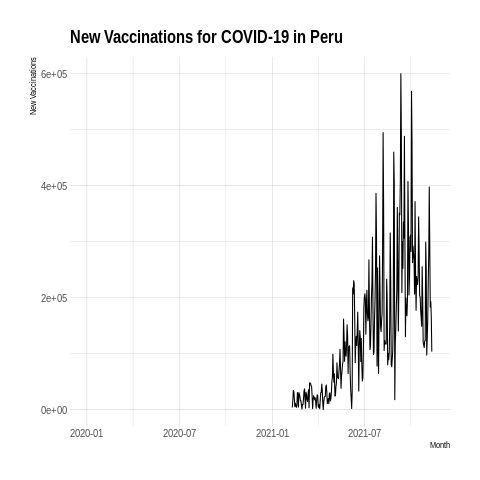 New Vaccinations for COVID-19 in Peru
New Vaccinations
6e+05
4e+05
2e+05
0e+00
2020-01 2020-07 2021-01 2021-07
Month